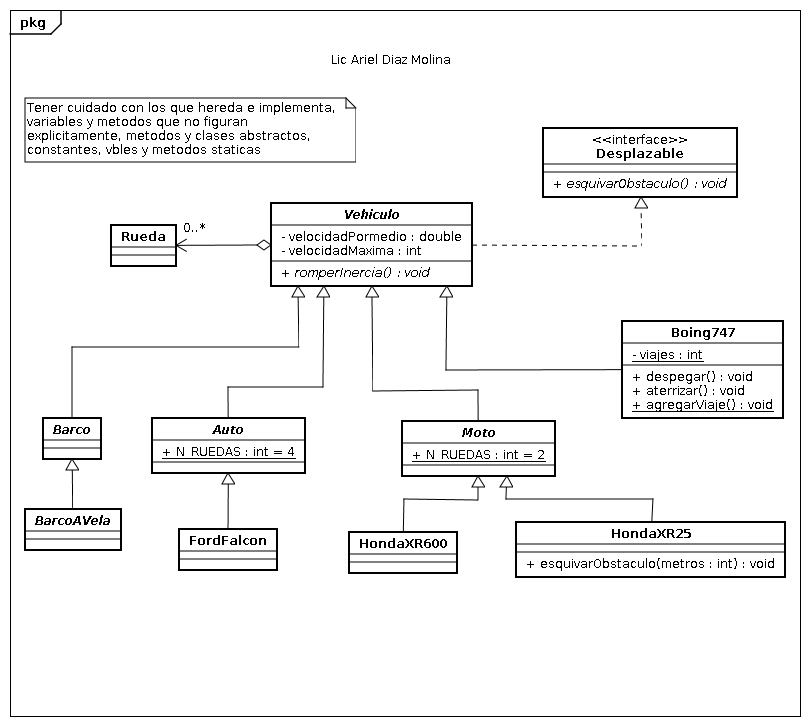 pkg
Lic Ariel Diaz Molina
Tener cuidado con los que hereda e implementa,
variables y metodos que no figuran
explicitamente, metodos y clases abstractos,
constantes, vbles y metodos staticas
<<interface>>
Desplazable
+ esquivarObstaculo() : void
Vehiculo
- velocidadPormedio : double
- velocidadMaxima : int
+ romperInercia() : void
0..*
Rueda
Boing747
- viajes : int
+ despegar() : void
+ aterrizar() : void
+ agregarViaje() : void
Barco
Auto
+ N_RUEDAS : int = 4
Moto
+ N_RUEDAS : int = 2
BarcoAVela
FordFalcon
HondaXR600
HondaXR25
+ esquivarObstaculo(metros : int) : void